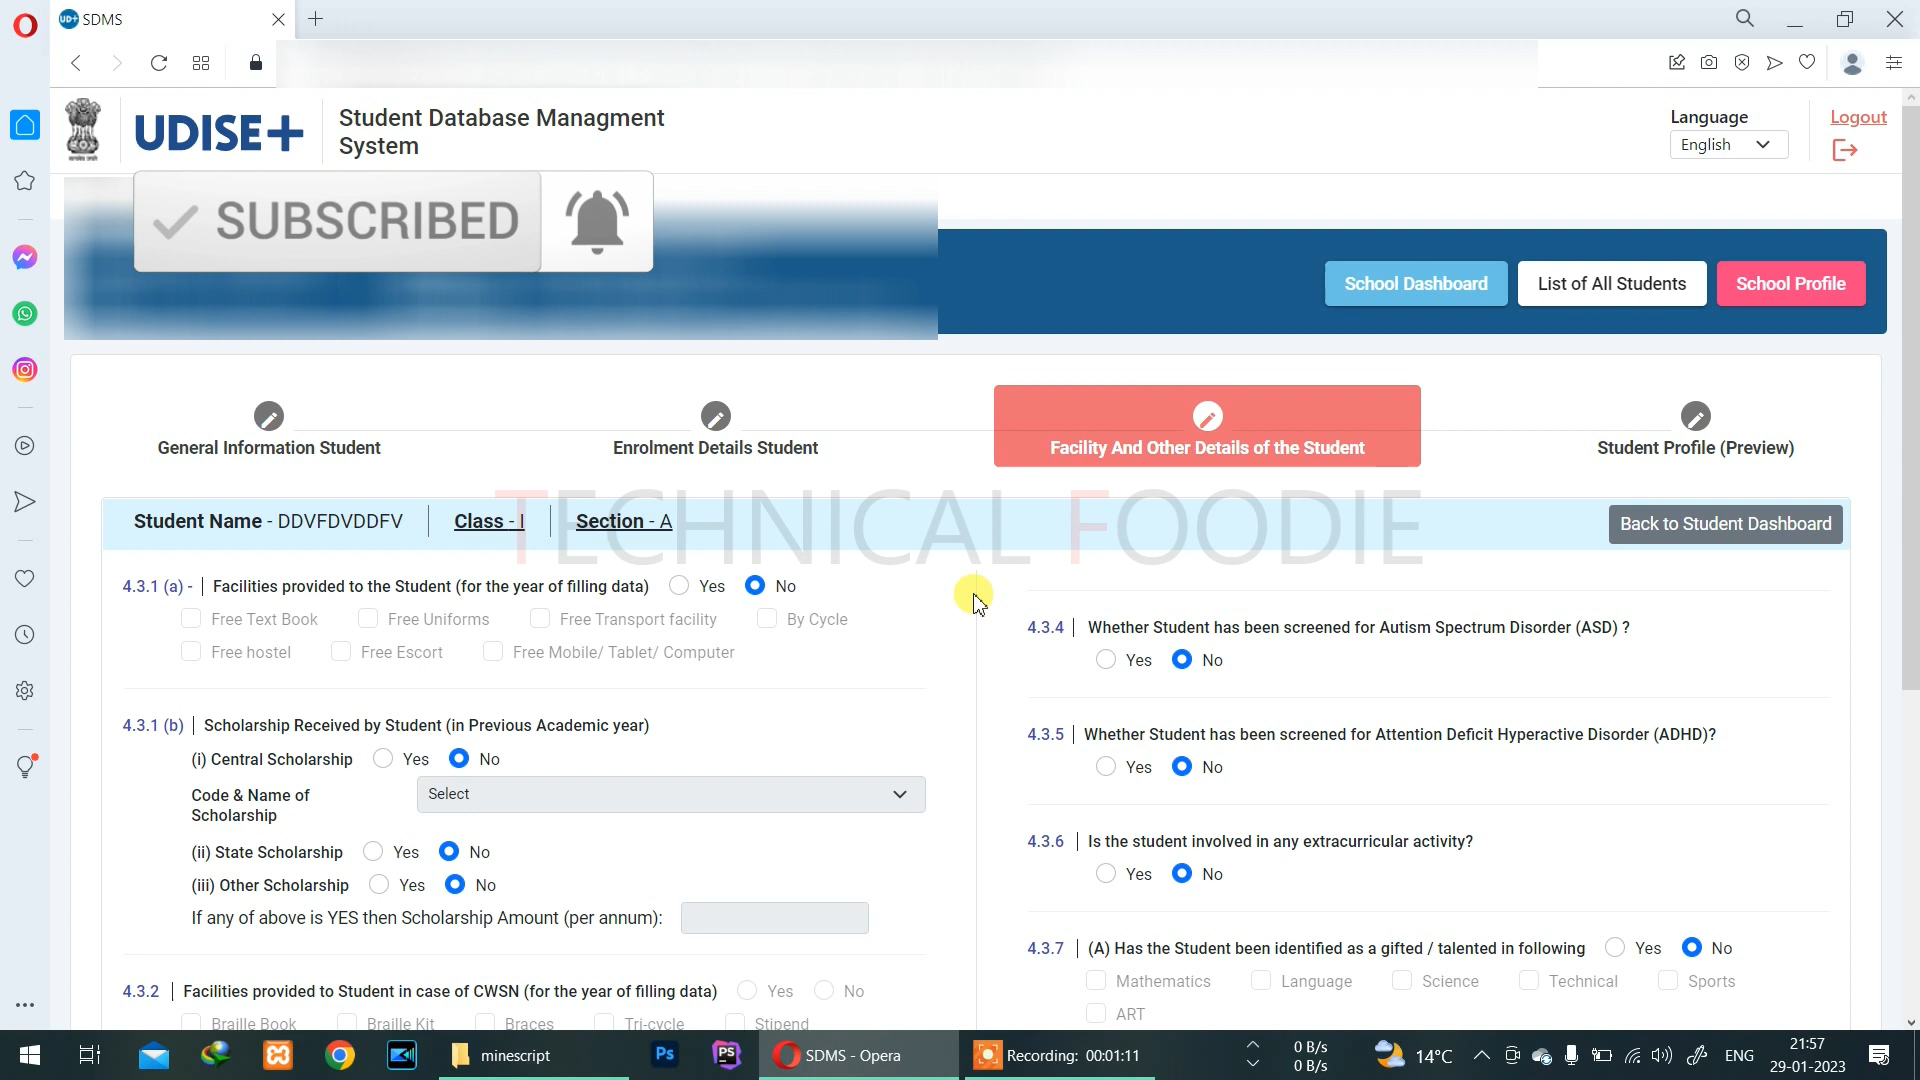 SDMS
UDISE+
Student Database Managment
System
Language
English
Logout
SUBSCRIBED
School Dashboard
List of All Students
School Profile
General Information Student
Enrolment Details Student
Facility And Other Details of the Student
Student Profile (Preview)
TECHNICAL FOODIE
Student Name - DDVFDVDDFV
Class - I
Section - A
Back to Student Dashboard
4.3.1 (a) - Facilities provided to the Student (for the year of filling data) Yes No
Free Text Book Free Uniforms Free Transport facility By Cycle
Free hostel Free Escort Free Mobile/ Tablet/ Computer
4.3.1 (b) Scholarship Received by Student (in Previous Academic year)
(i) Central Scholarship Yes No
Code & Name of
Scholarship
Select
(ii) State Scholarship Yes No
(iii) Other Scholarship Yes No
If any of above is YES then Scholarship Amount (per annum):
4.3.2 Facilities provided to Student in case of CWSN (for the year of filling data) Yes No
Braille Book Braille Kit Braces Tri-cycle Stipend
4.3.4 Whether Student has been screened for Autism Spectrum Disorder (ASD) ?
Yes No
4.3.5 Whether Student has been screened for Attention Deficit Hyperactive Disorder (ADHD)?
Yes No
4.3.6 Is the student involved in any extracurricular activity?
Yes No
4.3.7 (A) Has the Student been identified as a gifted / talented in following Yes No
Mathematics Language Science Technical Sports
ART
minescript
Ps
PS
SDMS - Opera
Recording: 00:01:11
0 B/s
0 B/s
14°C
ENG
21:57
29-01-2023